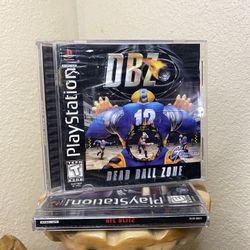 DBZ
PlayStation
12
DEAD BALL ZONE
PlayStation
NFL BLITZ